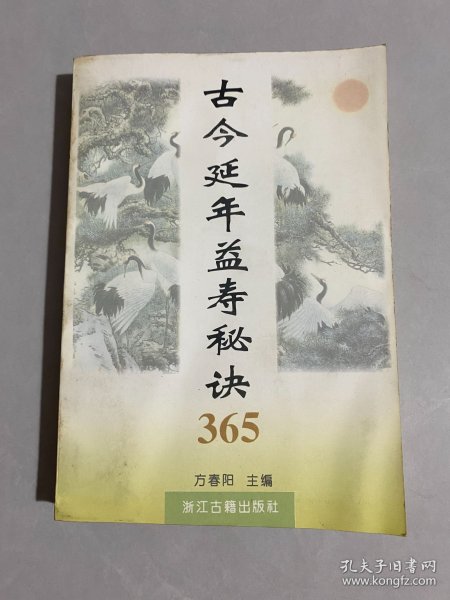 古今延年益寿秘诀
365
方春阳 主编
浙江古籍出版社
孔夫子旧书网
www.kongfz.com